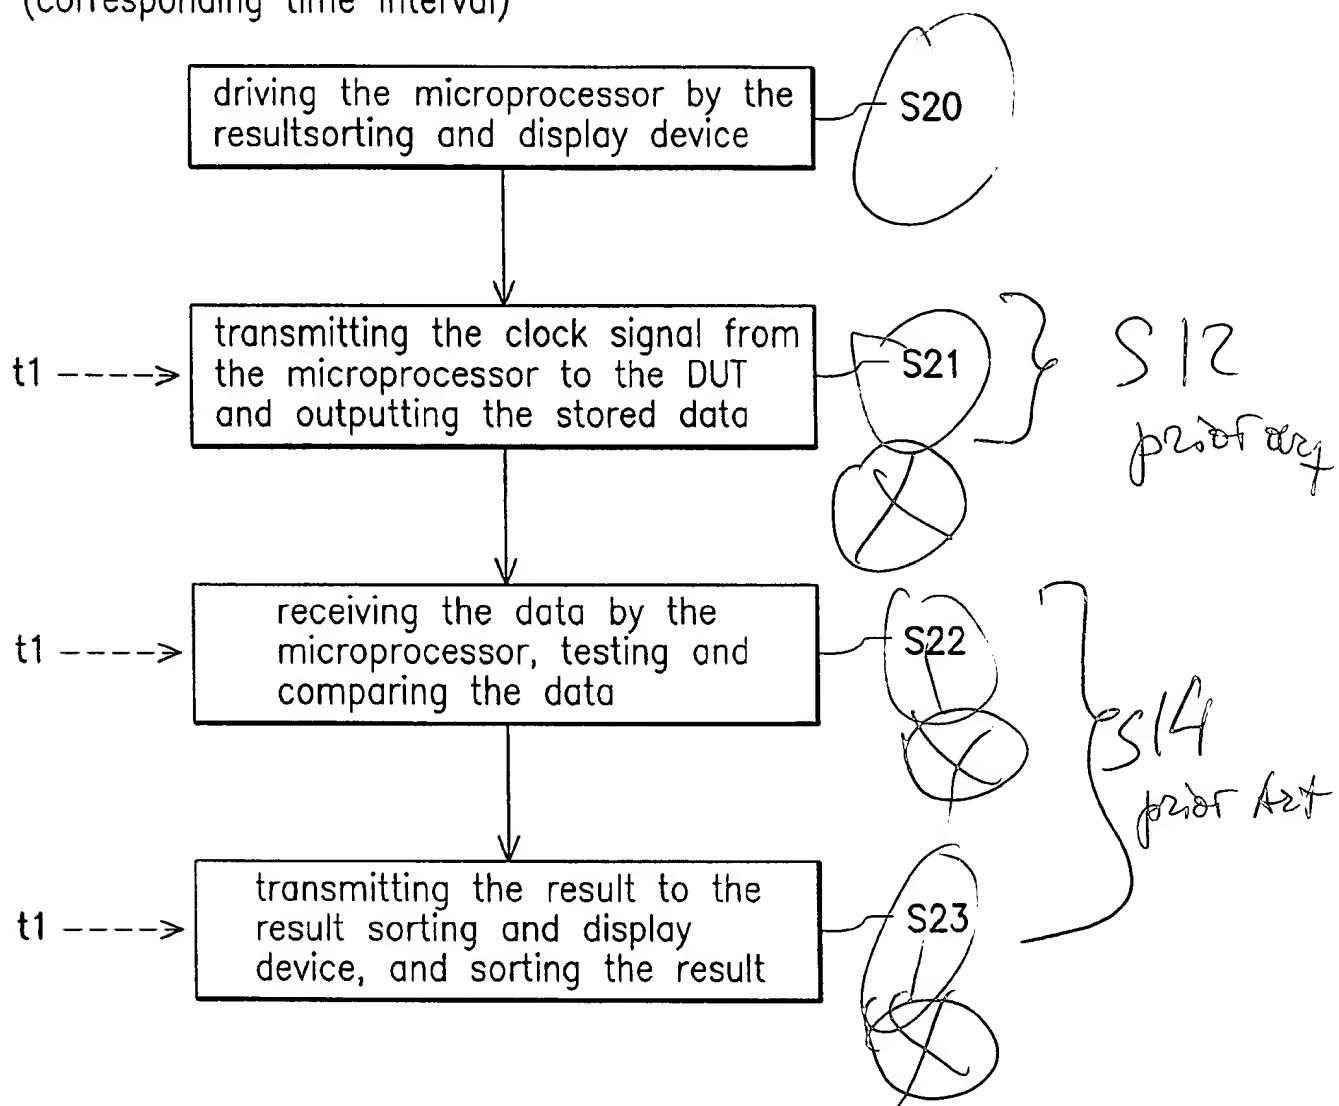 (corresponding time interval)
driving the microprocessor by the
resultsorting and display device
S20
transmitting the clock signal from
the microprocessor to the DUT
and outputting the stored data
t1
S21
S12
prior art
receiving the data by the
microprocessor, testing and
comparing the data
t1
S22
S14
prior Art
transmitting the result to the
result sorting and display
device, and sorting the result
t1
S23